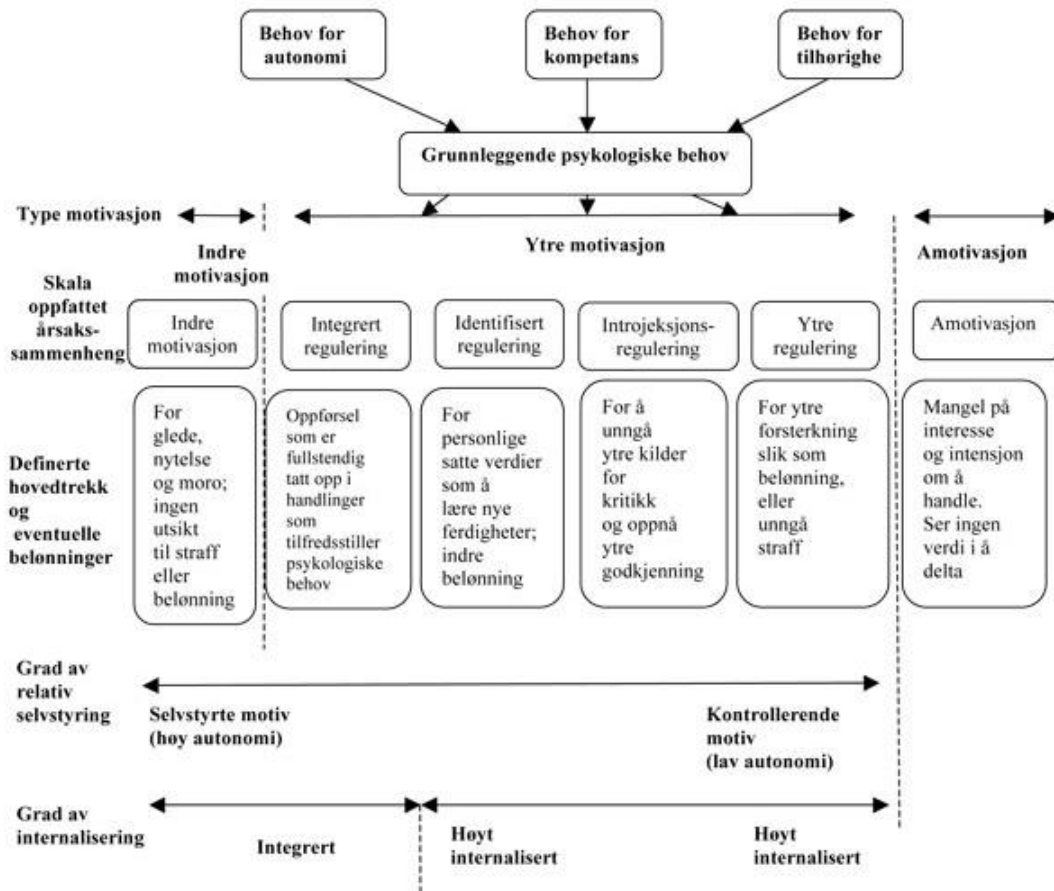 Behov for
autonomi
Behov for
kompetans
Behov for
tilhørighe
Grunnleggende psykologiske behov
Type motivasjon
Indre
motivasjon
Ytre motivasjon
Amotivasjon
Skala
oppfattet
årsaks-
sammenheng
Indre
motivasjon
Integrert
regulering
Identifisert
regulering
Introjeksjons-
regulering
Ytre
regulering
Amotivasjon
Definerte
hovedtrekk
og
eventuelle
belønninger
For
glede,
nytelse
og moro;
ingen
utsikt
til straff
eller
belønning
Oppførsel
som er
fullstendig
tatt opp i
handlinger
som
tilfredsstiller
psykologiske
behov
For
personlige
satte verdier
som å
lære nye
ferdigheter;
indre
belønning
For å
unngå
ytre kilder
for
kritikk
og oppnå
ytre
godkjenning
For ytre
forsterkning
slik som
belønning,
eller
unngå
straff
Mangel på
interesse
og intensjon
om å
handle.
Ser ingen
verdi i å
delta
Grad av
relativ
selvstyring
Selvstyrte motiv
(høy autonomi)
Kontrollerende
motiv
(lav autonomi)
Grad av
internalisering
Integrert
Høyt
internalisert
Høyt
internalisert